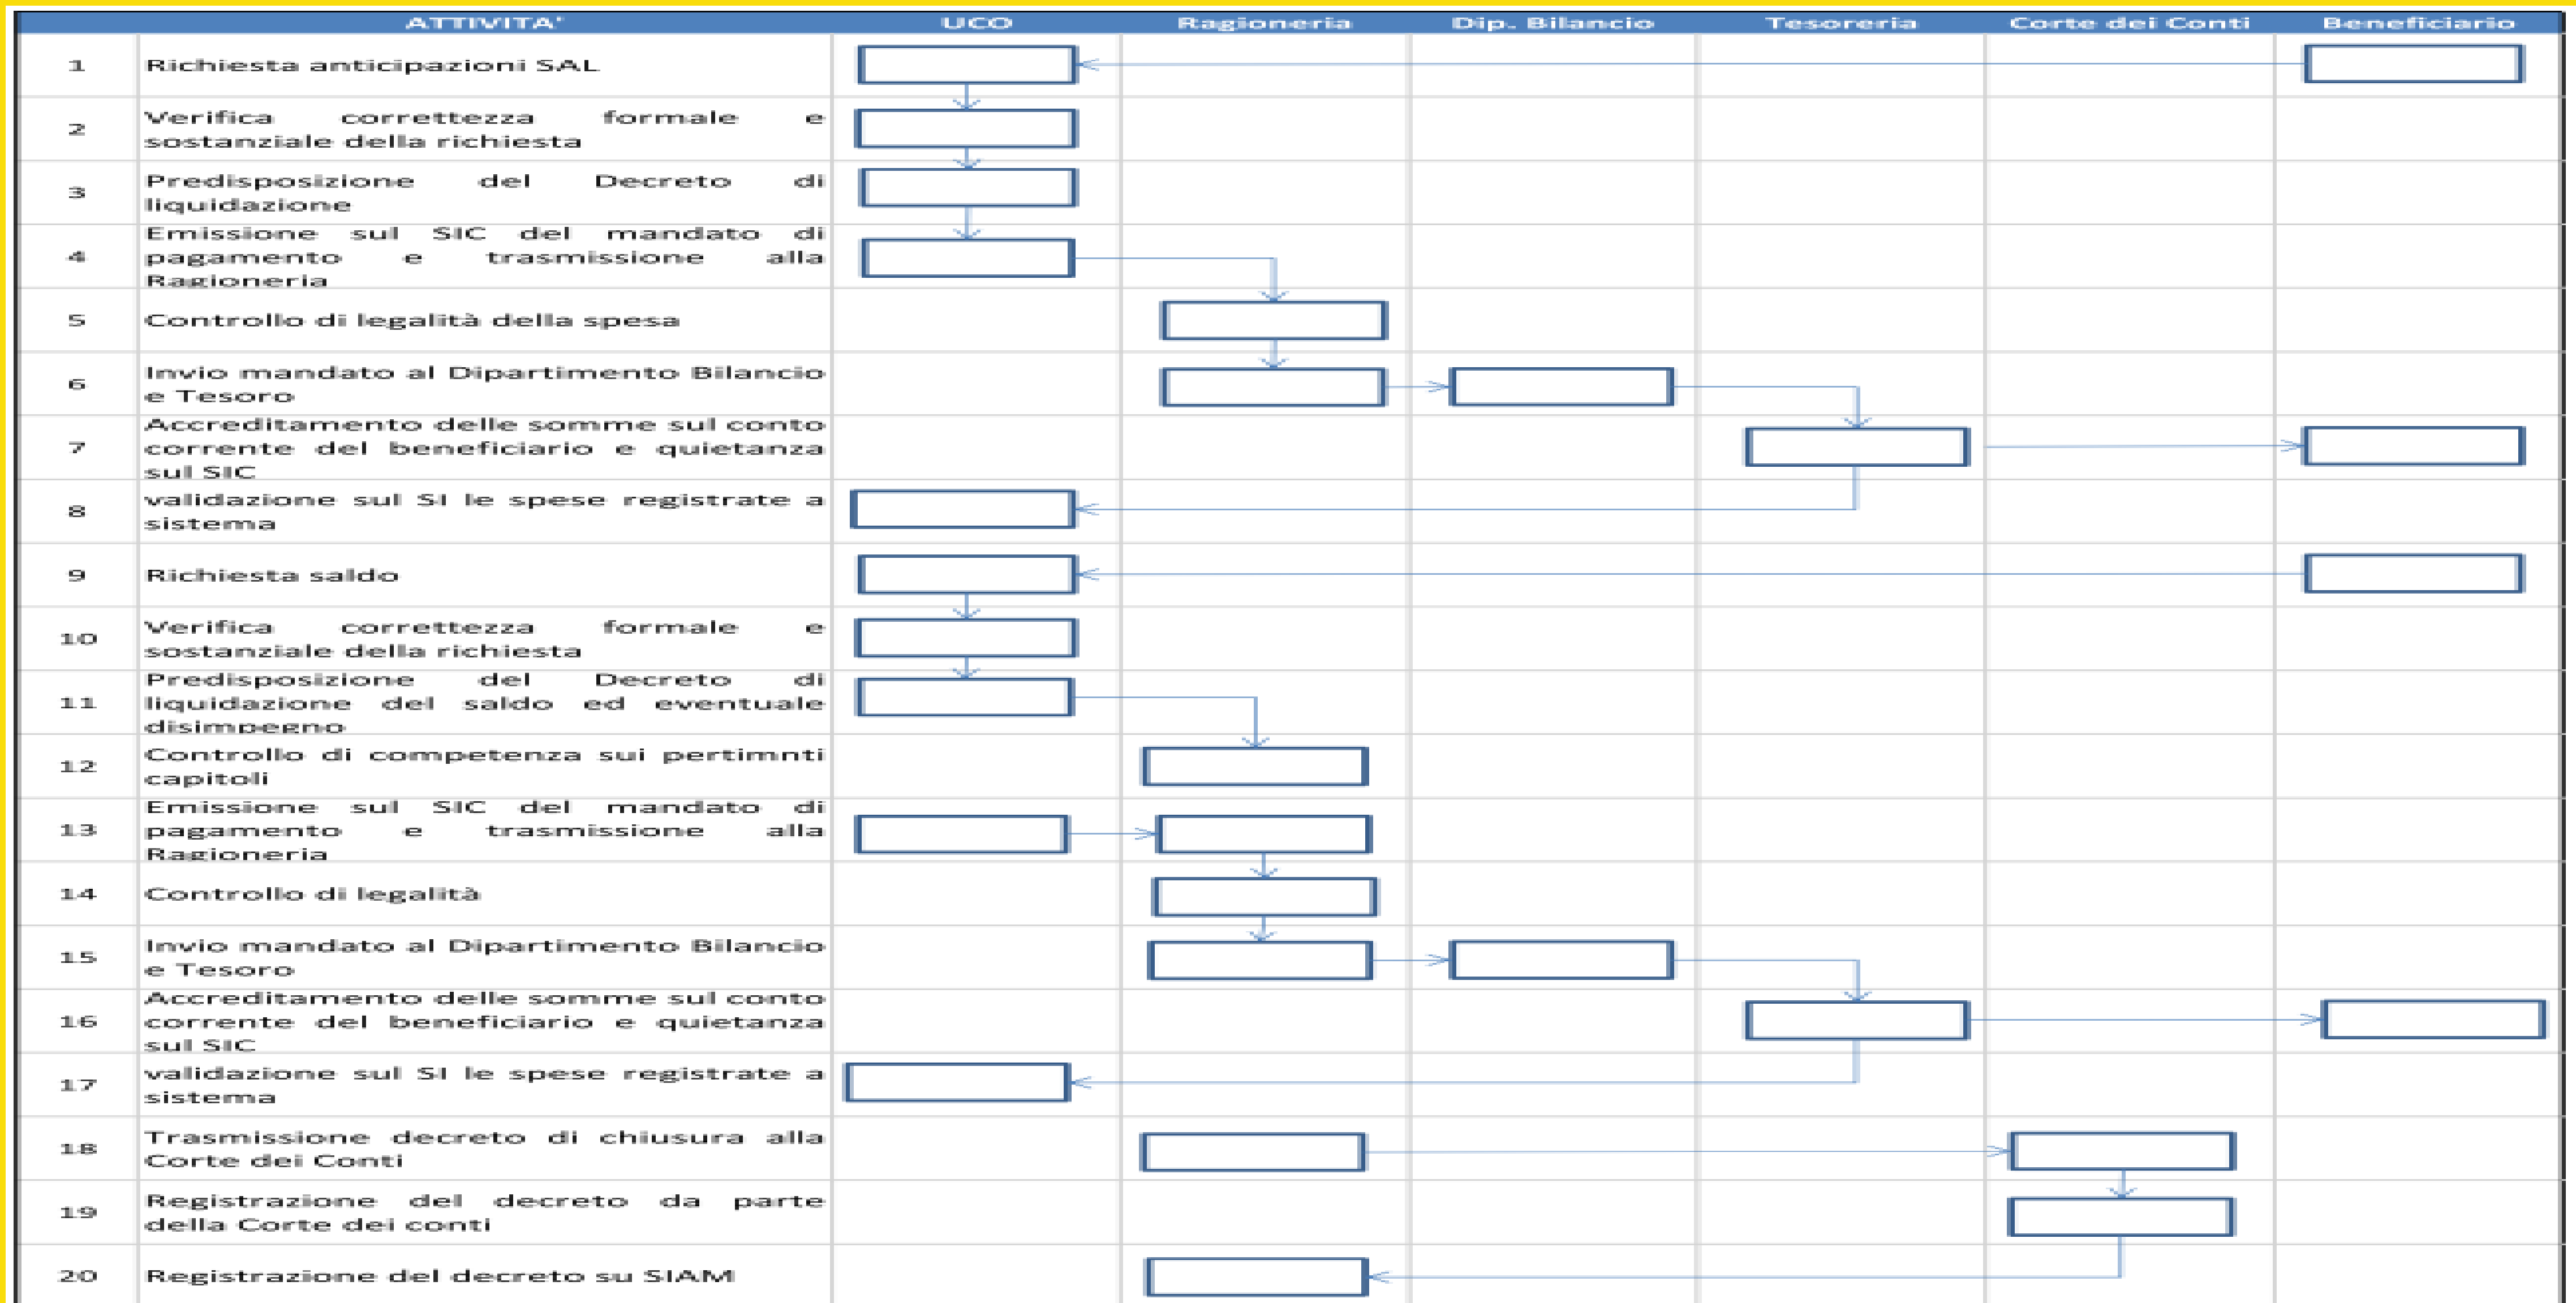 ATTIVITA' UCO Ragioneria Dip. Bilancio Tesoreria Corte dei Conti Beneficiario
1 Richiesta anticipazioni SAL
2 Verifica correttezza formale e
sostanziale della richiesta
3 Predisposizione del Decreto di
liquidazione
4 Emissione sul SIC del mandato di
pagamento e trasmissione alla
Ragioneria
5 Controllo di legalità della spesa
6 Invio mandato al Dipartimento Bilancio
e Tesoro
7 Accreditamento delle somme sul conto
corrente del beneficiario e quietanza
sul SIC
8 validazione sul SI le spese registrate a
sistema
9 Richiesta saldo
10 Verifica correttezza formale e
sostanziale della richiesta
11 Predisposizione del Decreto di
liquidazione del saldo ed eventuale
disimpegno
12 Controllo di competenza sui pertimnti
capitoli
13 Emissione sul SIC del mandato di
pagamento e trasmissione alla
Ragioneria
14 Controllo di legalità
15 Invio mandato al Dipartimento Bilancio
e Tesoro
16 Accreditamento delle somme sul conto
corrente del beneficiario e quietanza
sul SIC
17 validazione sul SI le spese registrate a
sistema
18 Trasmissione decreto di chiusura alla
Corte dei Conti
19 Registrazione del decreto da parte
della Corte dei conti
20 Registrazione del decreto su SIAM